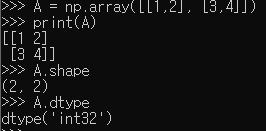 >>> A = np.array([[1,2], [3,4]])
>>> print(A)
[[1 2]
 [3 4]]
>>> A.shape
(2, 2)
>>> A.dtype
dtype('int32')